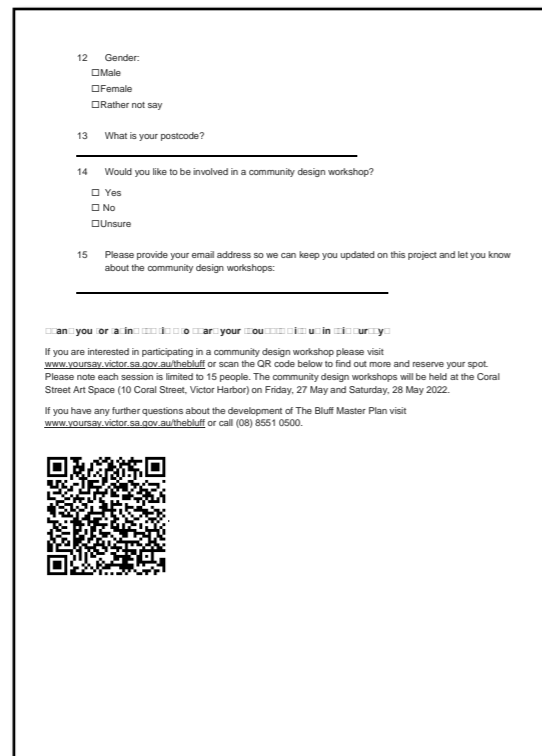 12 Gender:
☐Male
☐Female
☐Rather not say
13 What is your postcode?
14 Would you like to be involved in a community design workshop?
☐ Yes
☐ No
☐Unsure
15 Please provide your email address so we can keep you updated on this project and let you know
about the community design workshops:
you your
If you are interested in participating in a community design workshop please visit
www.yoursay.victor.sa.gov.au/thebluff or scan the QR code below to find out more and reserve your spot.
Please note each session is limited to 15 people. The community design workshops will be held at the Coral
Street Art Space (10 Coral Street, Victor Harbor) on Friday, 27 May and Saturday, 28 May 2022.
If you have any further questions about the development of The Bluff Master Plan visit
www.yoursay.victor.sa.gov.au/thebluff or call (08) 8551 0500.